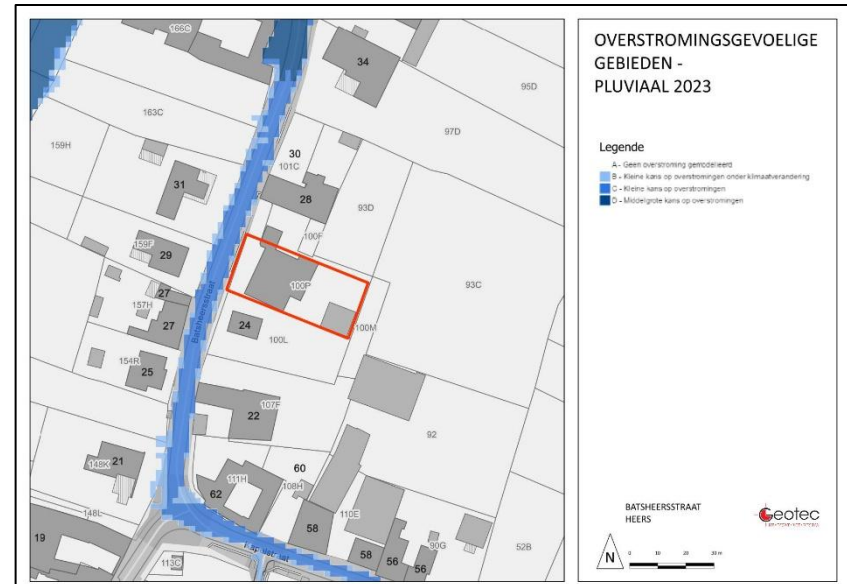 OVERSTROMINGSGEVOELIGE
GEBIEDEN -
PLUVIAAL 2023
Legende
A - Geen overstroming gemodelleerd
B - Kleine kans op overstromingen onder klimaatverandering
C - Kleine kans op overstromingen
D - Middelgrote kans op overstromingen
166C
34
95D
163C
97D
159H
30
101C
31
28
93D
100F
159F
29
100P
93C
27
157H
27
Batsheersstraat
24
100M
100L
154R
25
107F
22
92
21
148K
60
111H
108H
62
110E
148L
58
19
58
56
56
90G
52B
113C
BATSHEERSSTRAAT
HEERS
Geotec
N
0 10 20 30 m